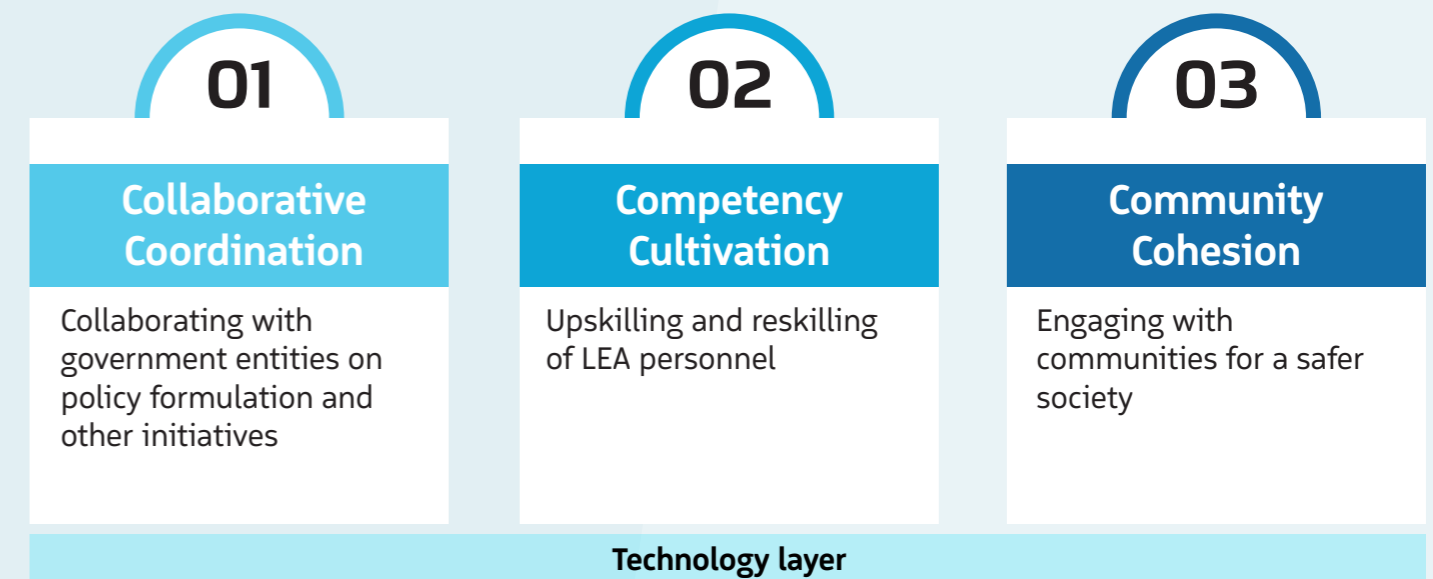 01
Collaborative
Coordination
Collaborating with
government entities on
policy formulation and
other initiatives
02
Competency
Cultivation
Upskilling and reskilling
of LEA personnel
03
Community
Cohesion
Engaging with
communities for a safer
society
Technology layer